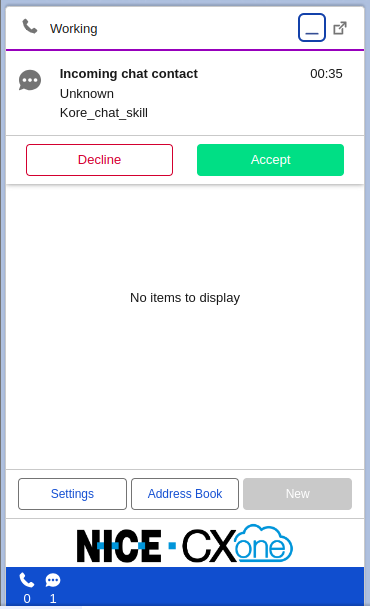 Working
Incoming chat contact 00:35
Unknown
Kore_chat_skill
Decline Accept
No items to display
Settings Address Book New
NICE CXone
0 1